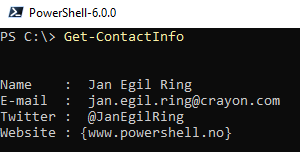 PowerShell-6.0.0
PS C:\> Get-ContactInfo
Name    : Jan Egil Ring
E-mail  : jan.egil.ring@crayon.com
Twitter : @JanEgilRing
Website : {www.powershell.no}